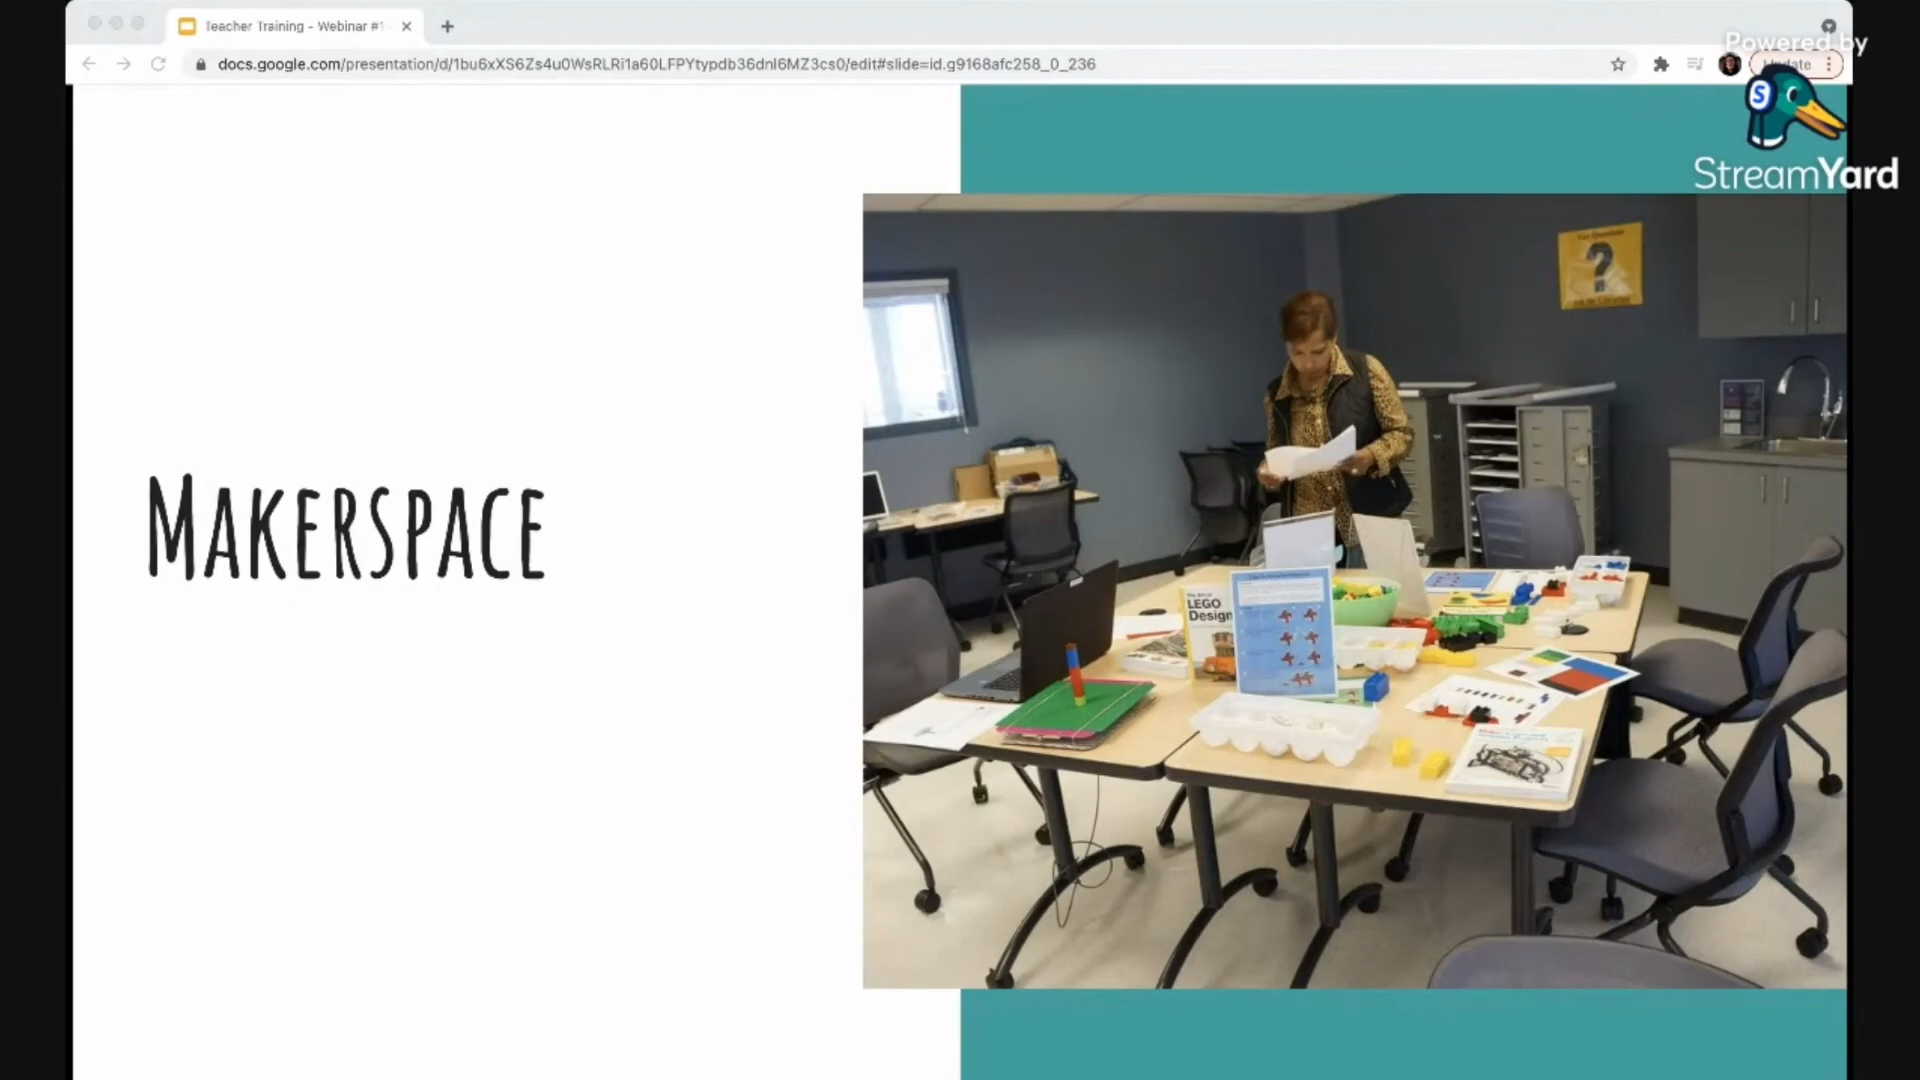 Teacher Training - Webinar #1
docs.google.com/presentation/d/1bu6xXS6Zs4u0WsRLRi1a60LFPYtypdb36dnl6MZ3cs0/edit#slide=id.g9168afc258_0_236
Update
Powered by
StreamYard
MAKERSPACE
?
LEGO
Design